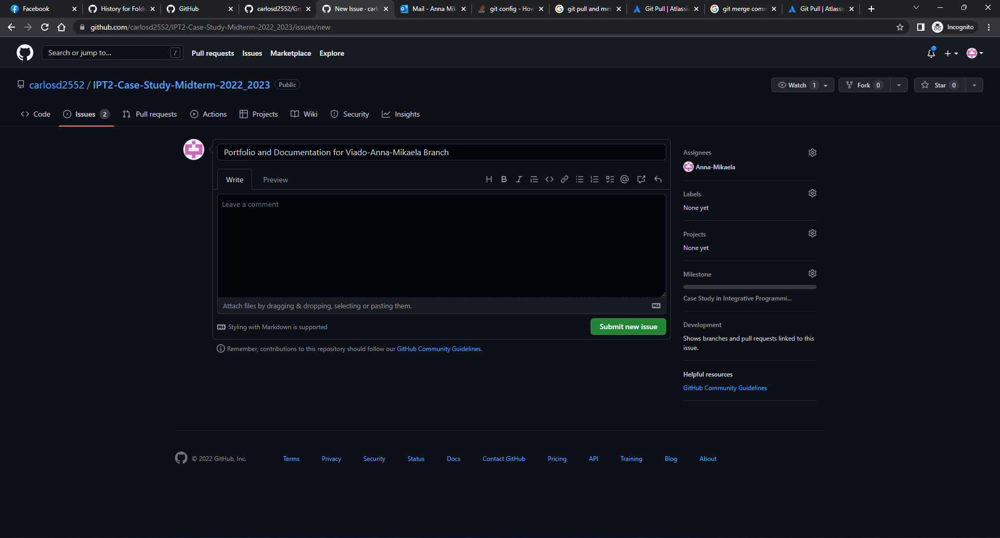 Facebook
History for Fold
GitHub
carlosd2552/Gro
New Issue · carl
Mail - Anna Mik
git config - How
git pull and mer
Git Pull | Atlassia
git merge comm
Git Pull | Atlassia
github.com/carlosd2552/IPT2-Case-Study-Midterm-2022_2023/issues/new
Incognito
Search or jump to...
/
Pull requests
Issues
Marketplace
Explore
carlosd2552 / IPT2-Case-Study-Midterm-2022_2023
Public
Watch 1
Fork 0
Star 0
Code
Issues 2
Pull requests
Actions
Projects
Wiki
Security
Insights
Portfolio and Documentation for Viado-Anna-Mikaela Branch
Write
Preview
Leave a comment
Attach files by dragging & dropping, selecting or pasting them.
Styling with Markdown is supported
Submit new issue
Remember, contributions to this repository should follow our GitHub Community Guidelines.
Assignees
Anna-Mikaela
Labels
None yet
Projects
None yet
Milestone
Case Study in Integrative Programmi...
Development
Shows branches and pull requests linked to this
issue.
Helpful resources
GitHub Community Guidelines
© 2022 GitHub, Inc.
Terms
Privacy
Security
Status
Docs
Contact GitHub
Pricing
API
Training
Blog
About